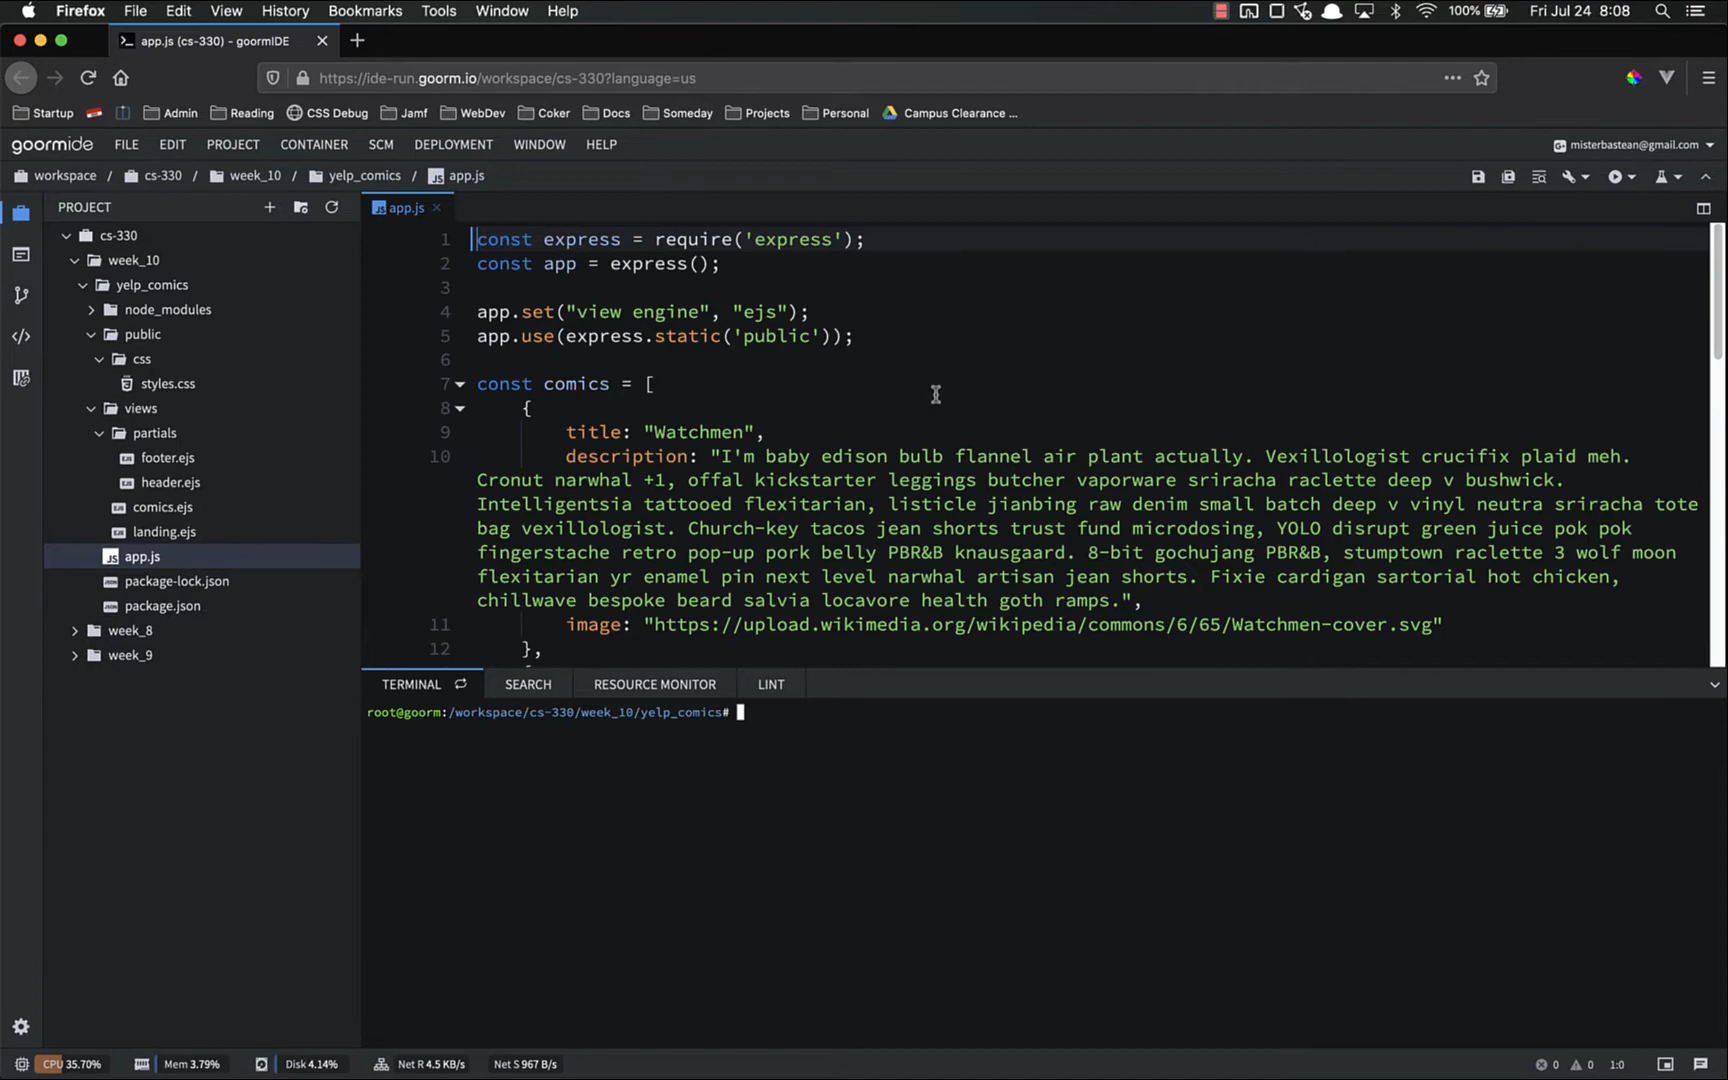 Firefox File Edit View History Bookmarks Tools Window Help 100% Fri Jul 24 8:08
app.js (cs-330) - goormIDE
https://ide-run.goorm.io/workspace/cs-330?language=us
Startup Admin Reading CSS Debug Jamf WebDev Coker Docs Someday Projects Personal Campus Clearance ...
goormide FILE EDIT PROJECT CONTAINER SCM DEPLOYMENT WINDOW HELP misterbastean@gmail.com
workspace / cs-330 / week_10 / yelp_comics / JS app.js
PROJECT
cs-330
week_10
yelp_comics
node_modules
public
css
styles.css
views
partials
footer.ejs
header.ejs
comics.ejs
landing.ejs
JS app.js
package-lock.json
package.json
week_8
week_9
JS app.js
1 const express = require('express');
2 const app = express();
3
4 app.set("view engine", "ejs");
5 app.use(express.static('public'));
6
7 const comics = [
8 {
9 title: "Watchmen",
10 description: "I'm baby edison bulb flannel air plant actually. Vexillologist crucifix plaid meh.
Cronut narwhal +1, offal kickstarter leggings butcher vaporware sriracha raclette deep v bushwick.
Intelligentsia tattooed flexitarian, listicle jianbing raw denim small batch deep v vinyl neutra sriracha tote
bag vexillologist. Church-key tacos jean shorts trust fund microdosing, YOLO disrupt green juice pok pok
fingerstache retro pop-up pork belly PBR&B knausgaard. 8-bit gochujang PBR&B, stumptown raclette 3 wolf moon
flexitarian yr enamel pin next level narwhal artisan jean shorts. Fixie cardigan sartorial hot chicken,
chillwave bespoke beard salvia locavore health goth ramps.",
11 image: "https://upload.wikimedia.org/wikipedia/commons/6/65/Watchmen-cover.svg"
12 },
TERMINAL SEARCH RESOURCE MONITOR LINT
root@goorm:/workspace/cs-330/week_10/yelp_comics#
CPU 35.70% Mem 3.79% Disk 4.14% Net R 4.5 KB/s Net S 967 B/s 0 0 1:0